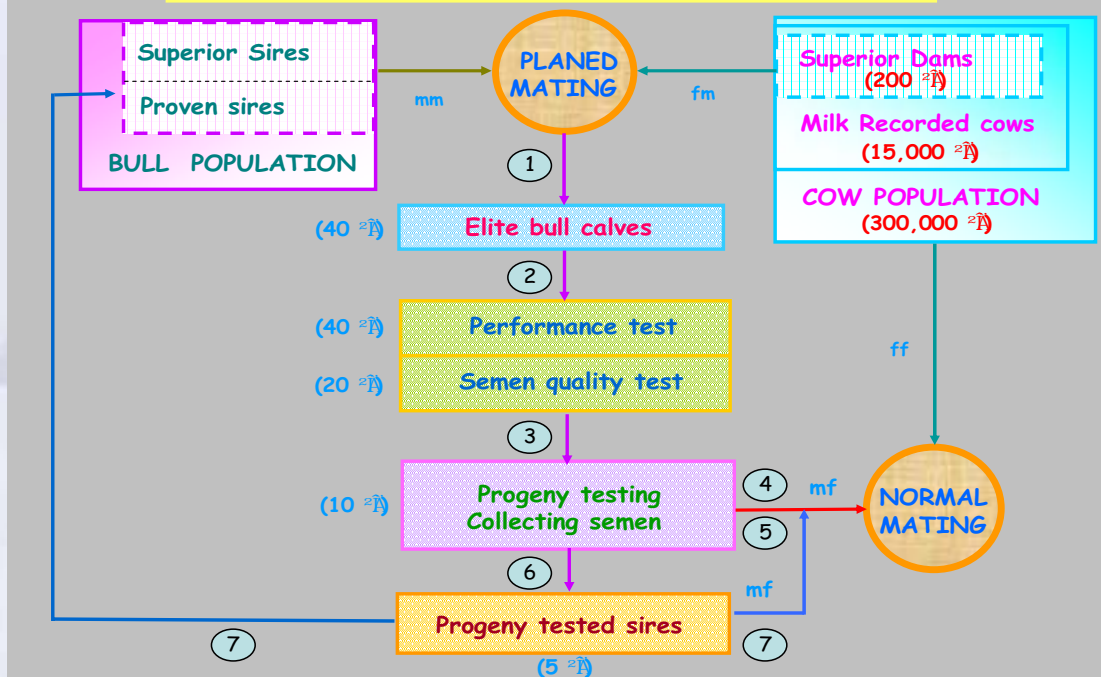 Superior Sires
Proven sires
BULL POPULATION
mm
PLANED
MATING
fm
Superior Dams
(200
Milk Recorded cows
(15,000
COW POPULATION
(300,000
1
(40
Elite bull calves
2
(40
Performance test
(20
Semen quality test
ff
3
(10
Progeny testing
Collecting semen
4
mf
5
NORMAL
MATING
6
mf
Progeny tested sires
7
7
(5